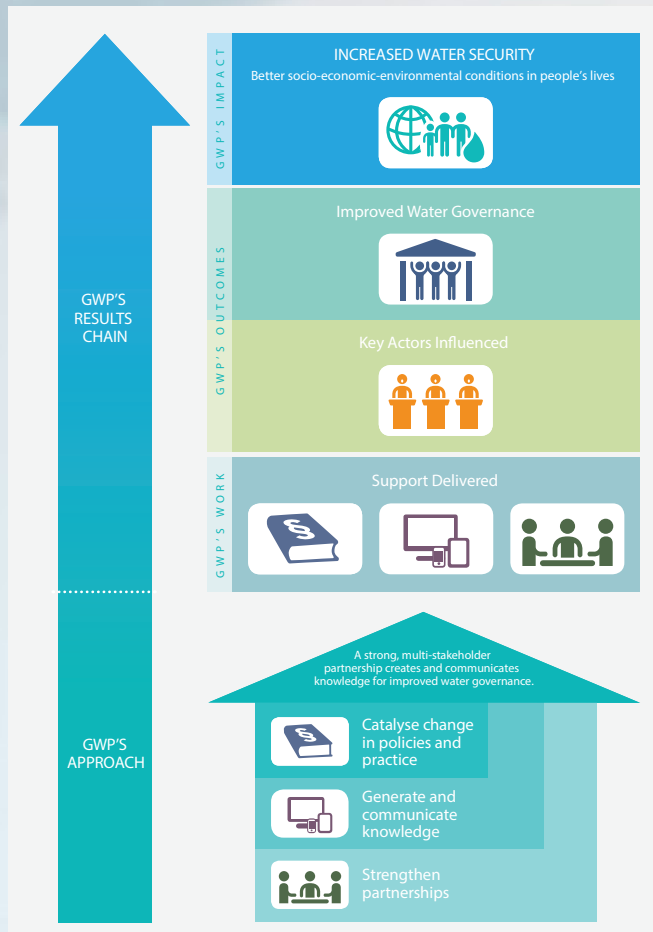 GWP'S IMPACT
INCREASED WATER SECURITY
Better socio-economic-environmental conditions in people's lives
GWP'S OUTCOMES
Improved Water Governance
Key Actors Influenced
GWP'S
RESULTS
CHAIN
GWP'S WORK
Support Delivered
§
A strong, multi-stakeholder
partnership creates and communicates
knowledge for improved water governance.
GWP'S
APPROACH
§
Catalyse change
in policies and
practice
Generate and
communicate
knowledge
Strengthen
partnerships